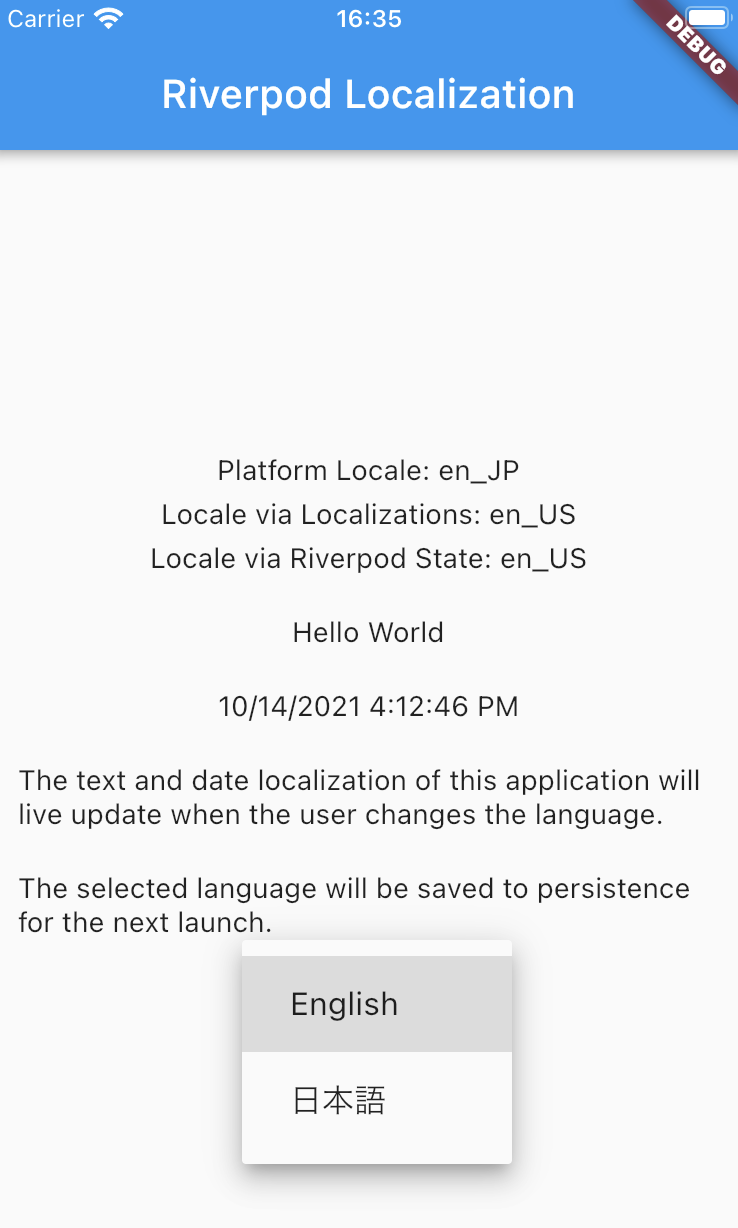 Carrier 16:35
DEBUG
Riverpod Localization
Platform Locale: en_JP
Locale via Localizations: en_US
Locale via Riverpod State: en_US
Hello World
10/14/2021 4:12:46 PM
The text and date localization of this application will
live update when the user changes the language.
The selected language will be saved to persistence
for the next launch.
English
日本語